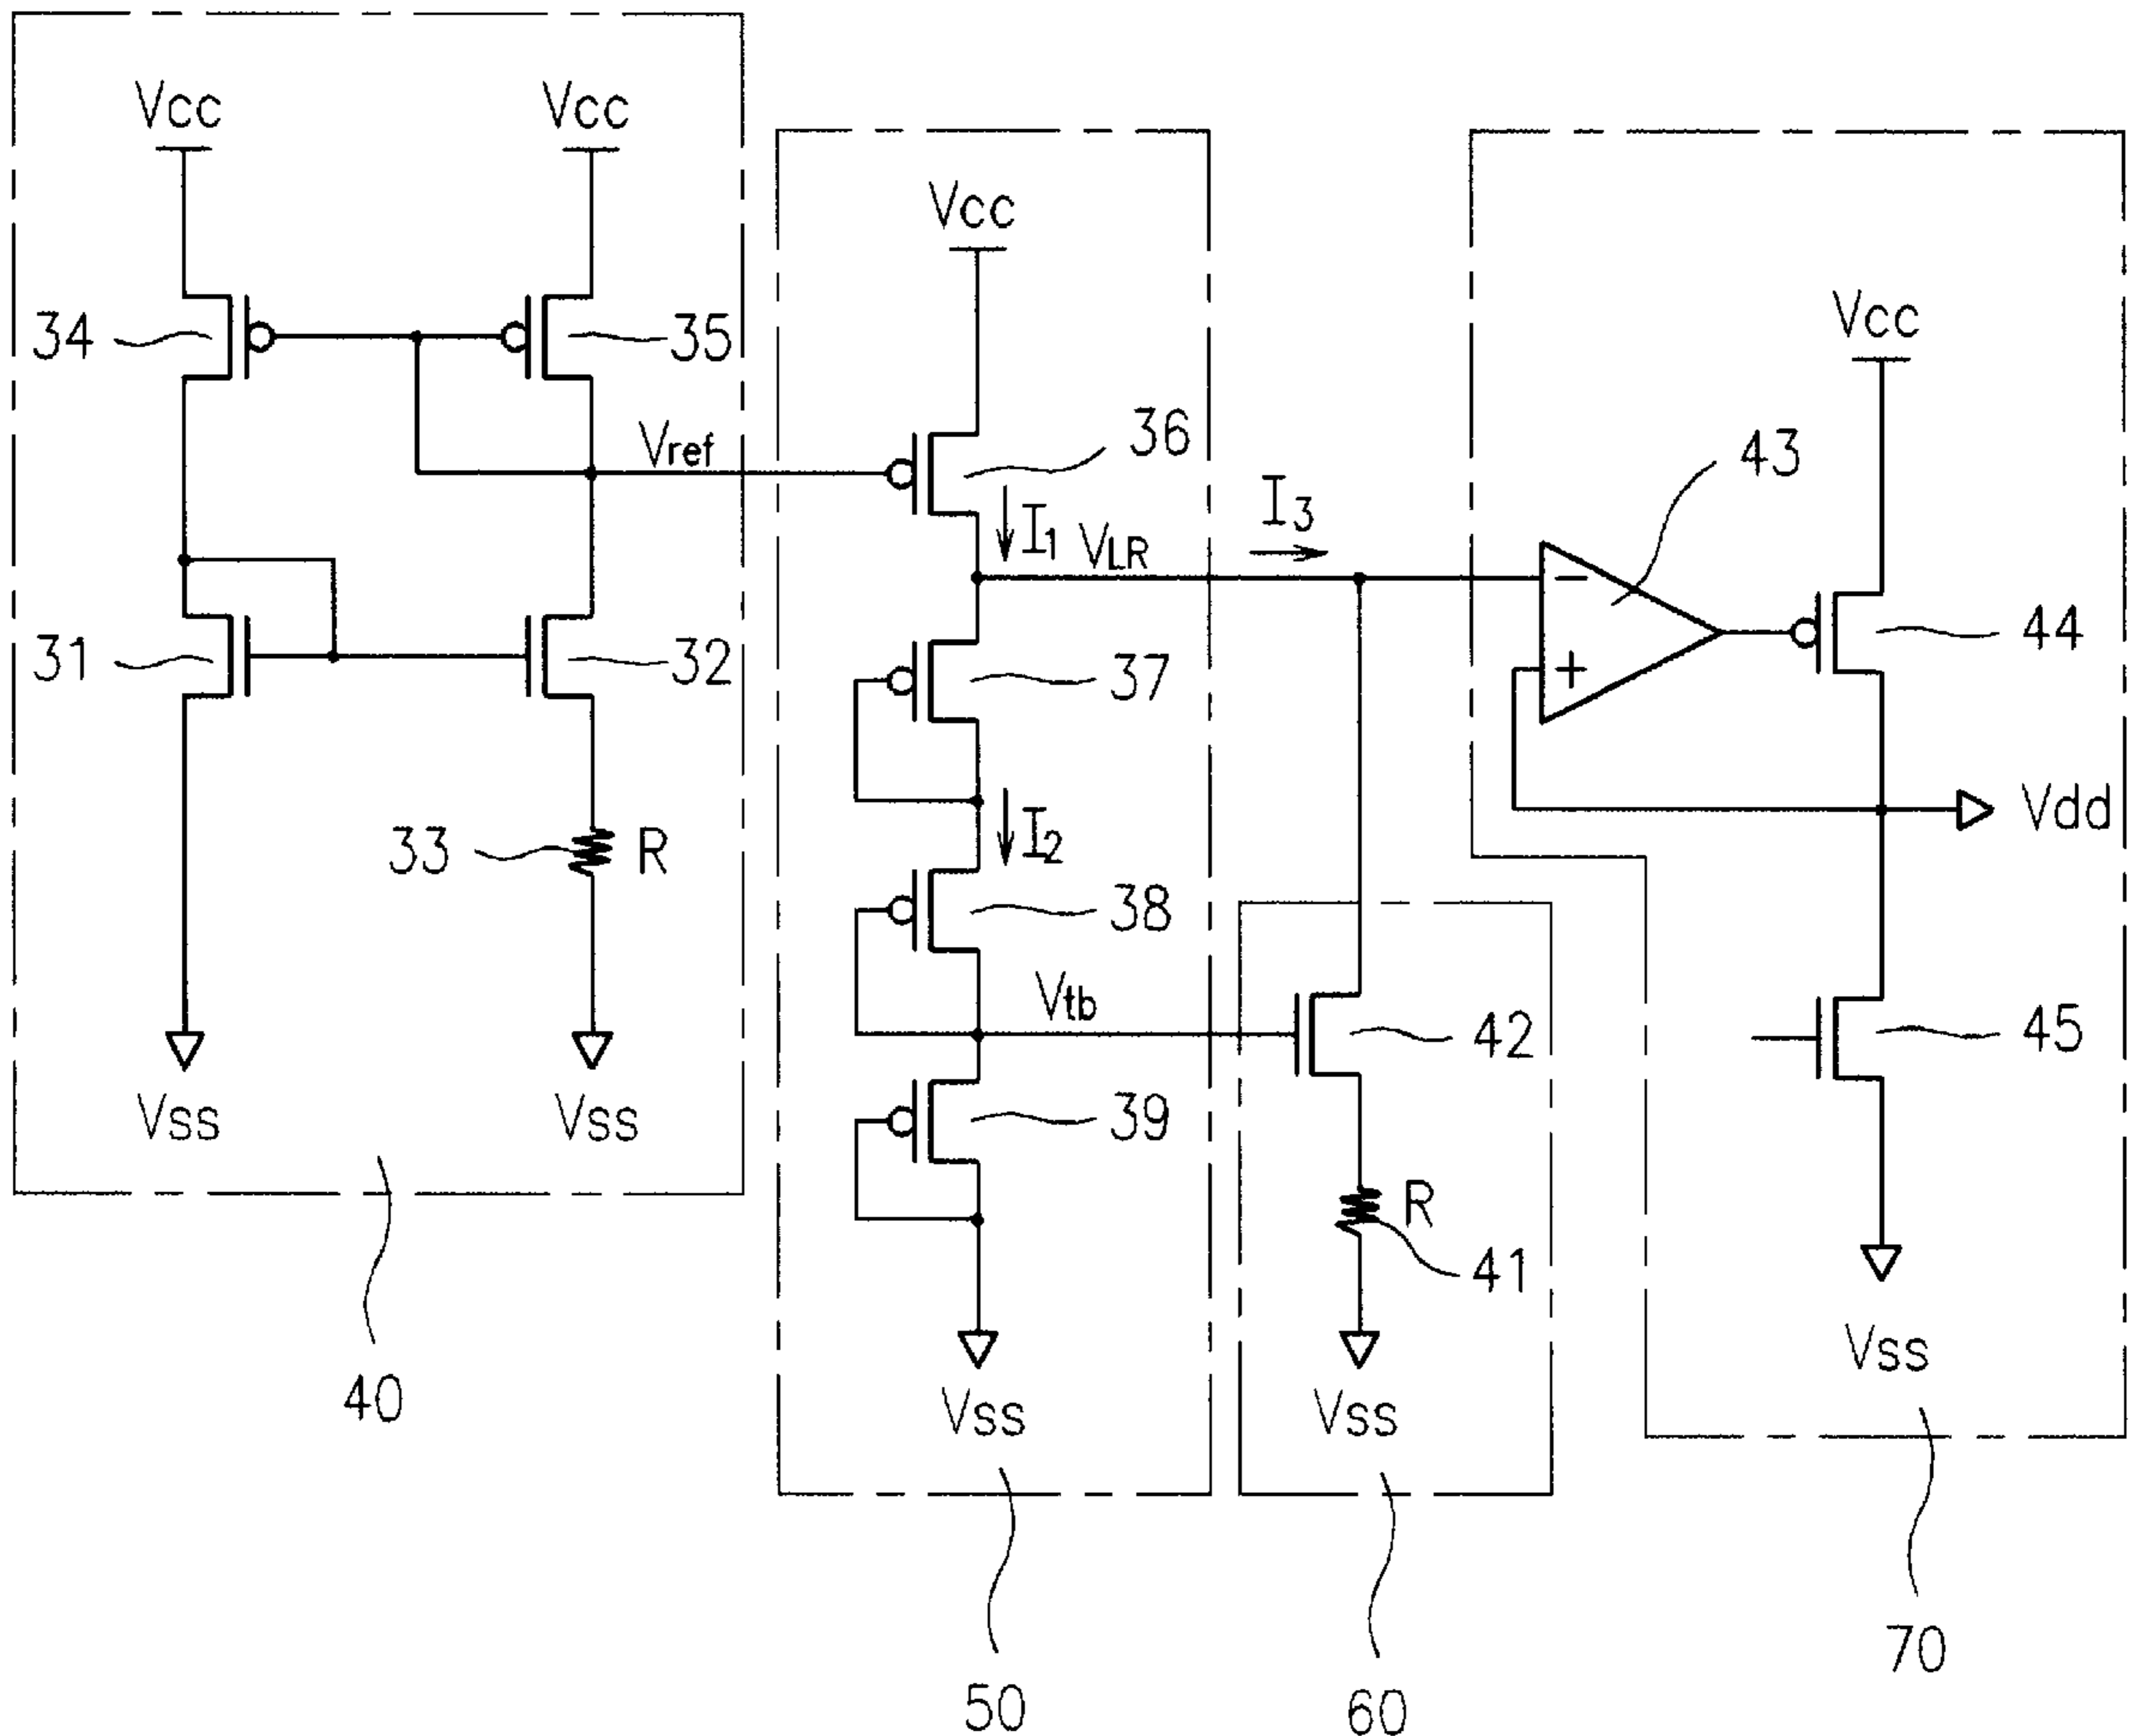 Vcc
Vcc
34
35
Vref
31
32
33
R
Vss
Vss
40
Vcc
36
I1
VLR
37
I2
38
Vtb
39
Vss
50
I3
42
R
41
Vss
60
43
−
+
Vcc
44
Vdd
45
Vss
70